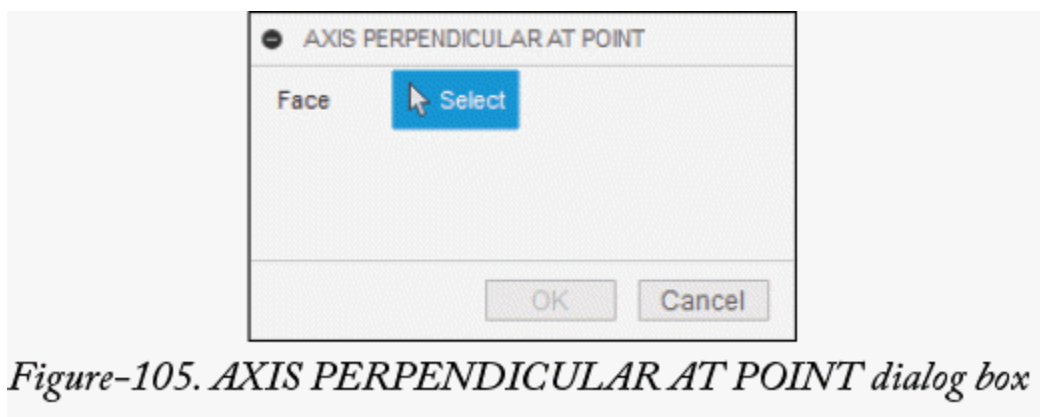 AXIS PERPENDICULAR AT POINT
Face Select
OK Cancel
Figure-105. AXIS PERPENDICULAR AT POINT dialog box